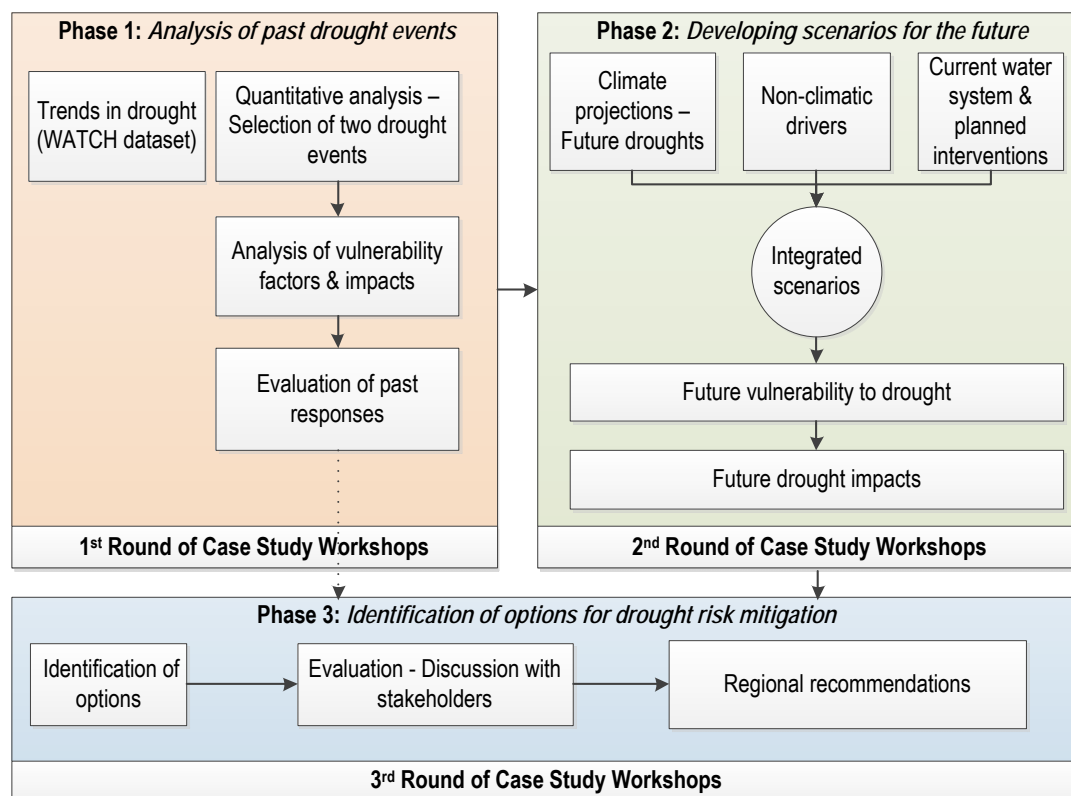 Phase 1: Analysis of past drought events
Trends in drought
(WATCH dataset)
Quantitative analysis –
Selection of two drought
events
Analysis of vulnerability
factors & impacts
Evaluation of past
responses
1st Round of Case Study Workshops
Phase 2: Developing scenarios for the future
Climate
projections –
Future droughts
Non-climatic
drivers
Current water
system &
planned
interventions
Integrated
scenarios
Future vulnerability to drought
Future drought impacts
2nd Round of Case Study Workshops
Phase 3: Identification of options for drought risk mitigation
Identification of
options
Evaluation - Discussion with
stakeholders
Regional recommendations
3rd Round of Case Study Workshops